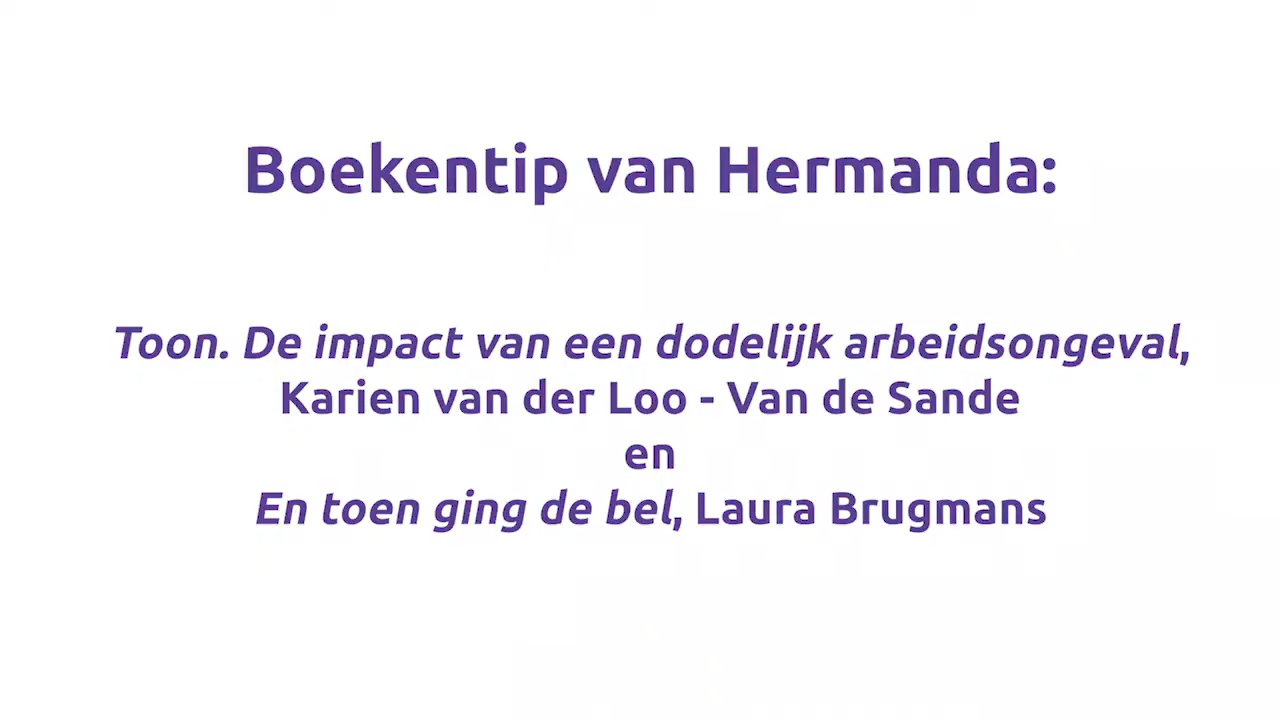 Boekentip van Hermanda:
Toon. De impact van een dodelijk arbeidsongeval,
Karien van der Loo - Van de Sande
en
En toen ging de bel, Laura Brugmans